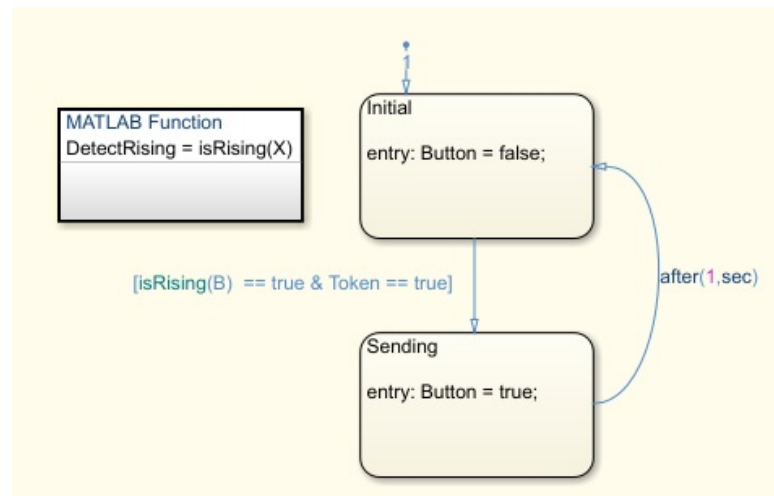 1
MATLAB Function
DetectRising = isRising(X)
Initial
entry: Button = false;
[isRising(B)  == true & Token == true]
after(1,sec)
Sending
entry: Button = true;